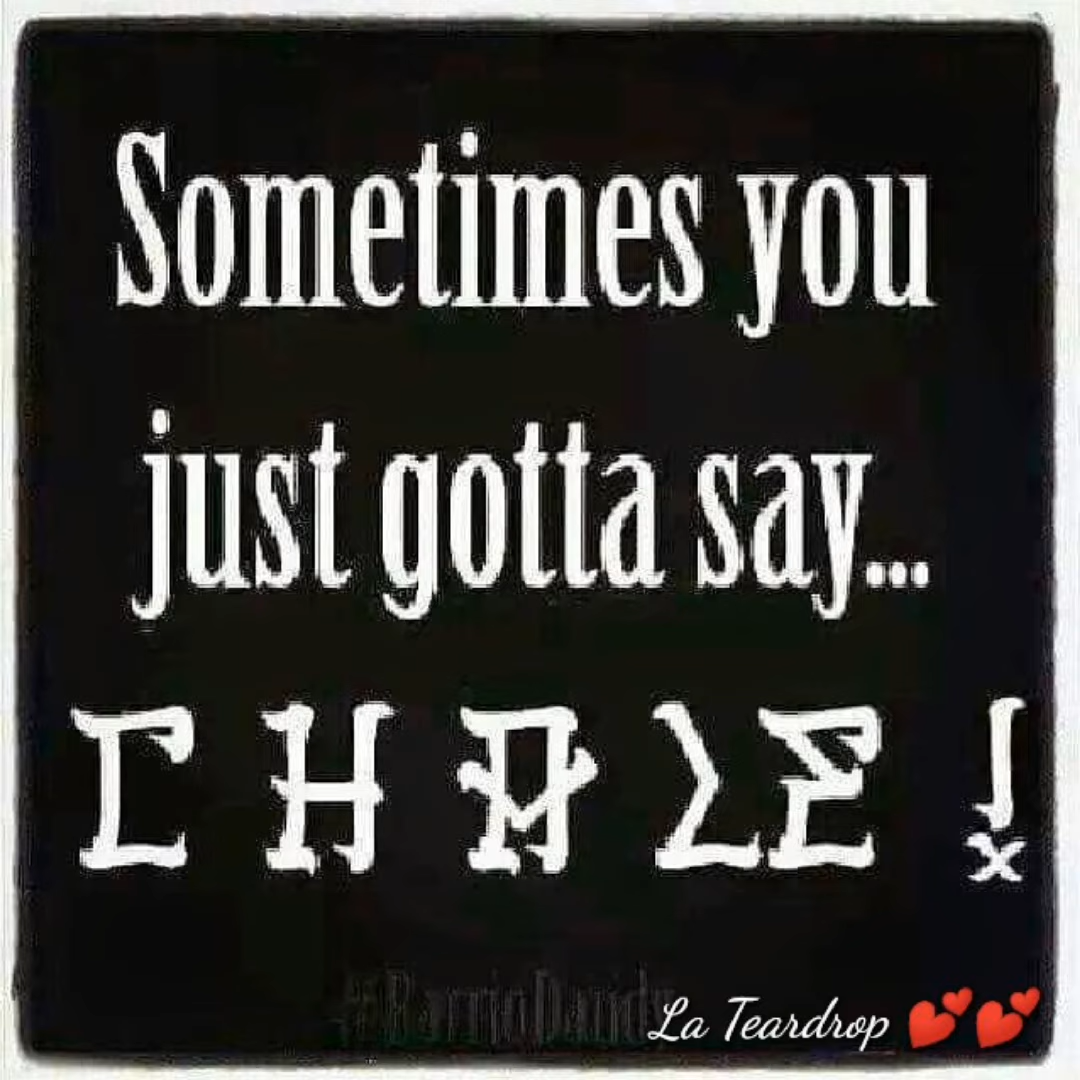 Sometimes you
just gotta say...
CHALE!
#BarrioDandy
La Teardrop 💕💕